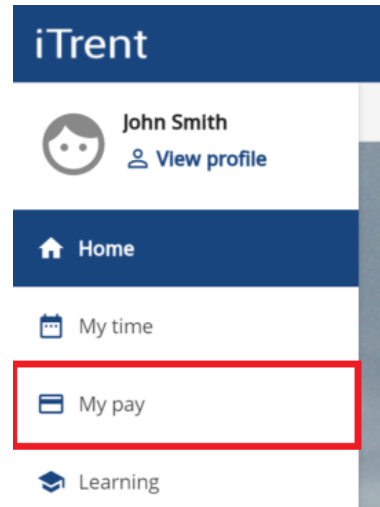 iTrent
John Smith
View profile
Home
My time
My pay
Learning